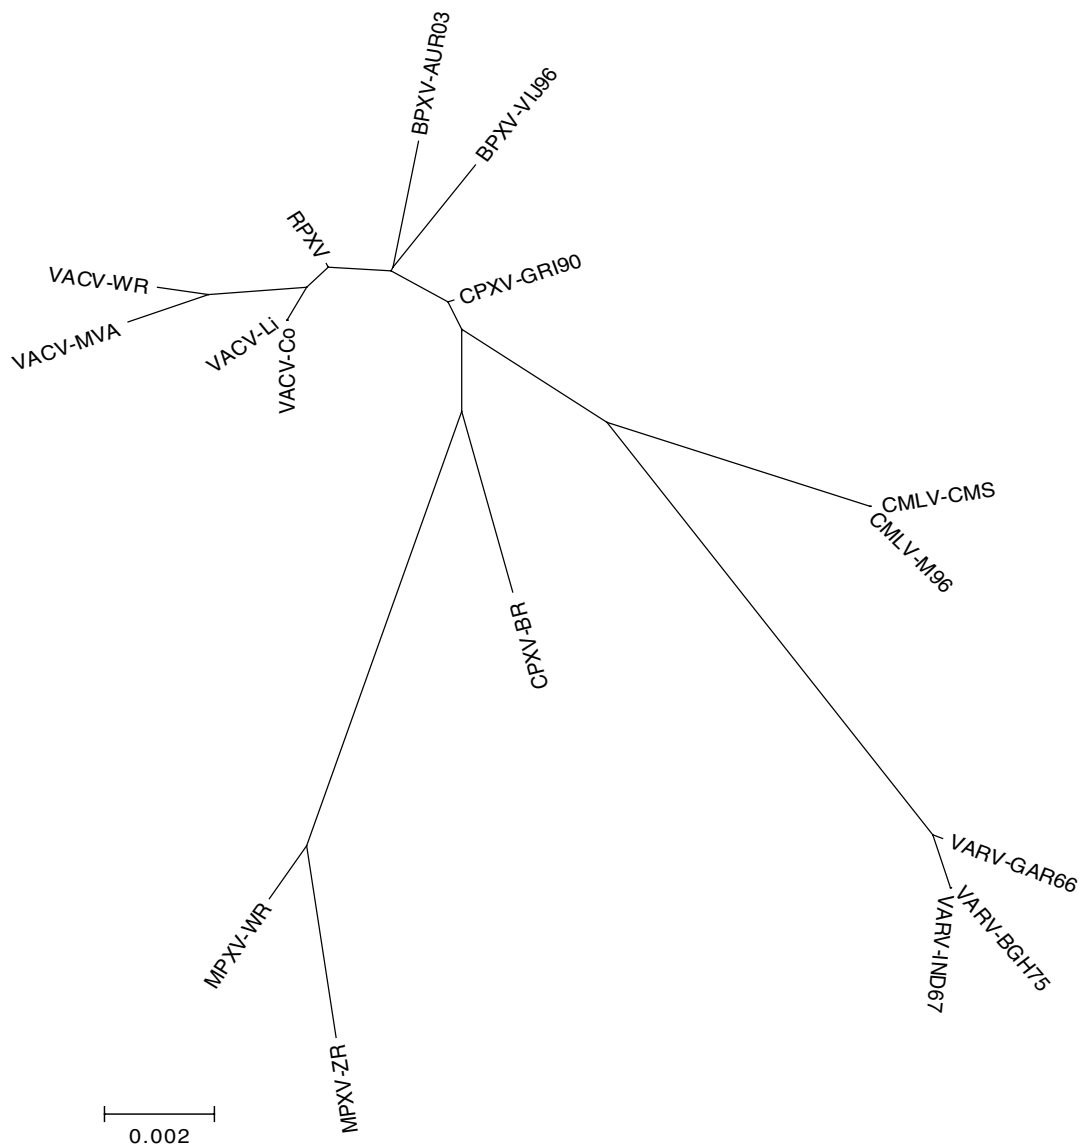 BPXV-AUR03
BPXV-VIJ96
RPXV
CPXV-GRI90
VACV-WR
VACV-MVA
VACV-Li
VACV-Co
CMLV-CMS
CMLV-M96
CPXV-BR
VARV-GAR66
VARV-BGH75
VARV-IND67
MPXV-WR
MPXV-ZR
0.002